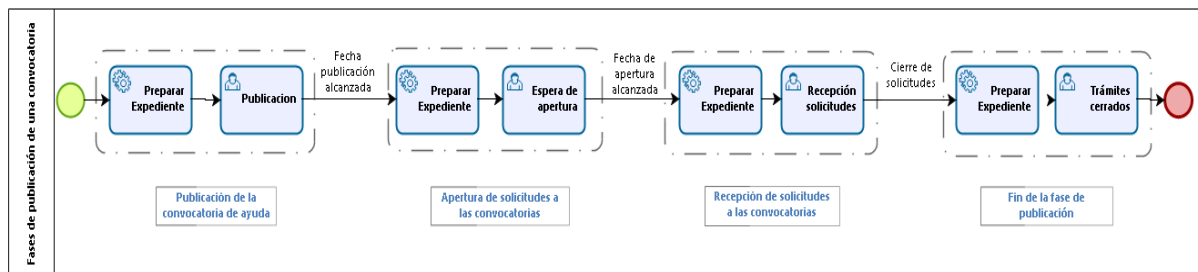 Fases de publicación de una convocatoria
Preparar
Expediente
Publicacion
Fecha
publicación
alcanzada
Preparar
Expediente
Espera de
apertura
Fecha de
apertura
alcanzada
Preparar
Expediente
Recepción
solicitudes
Cierre de
solicitudes
Preparar
Expediente
Trámites
cerrados
Publicación de la
convocatoria de ayuda
Apertura de solicitudes a
las convocatorias
Recepción de solicitudes
a las convocatorias
Fin de la fase de
publicación